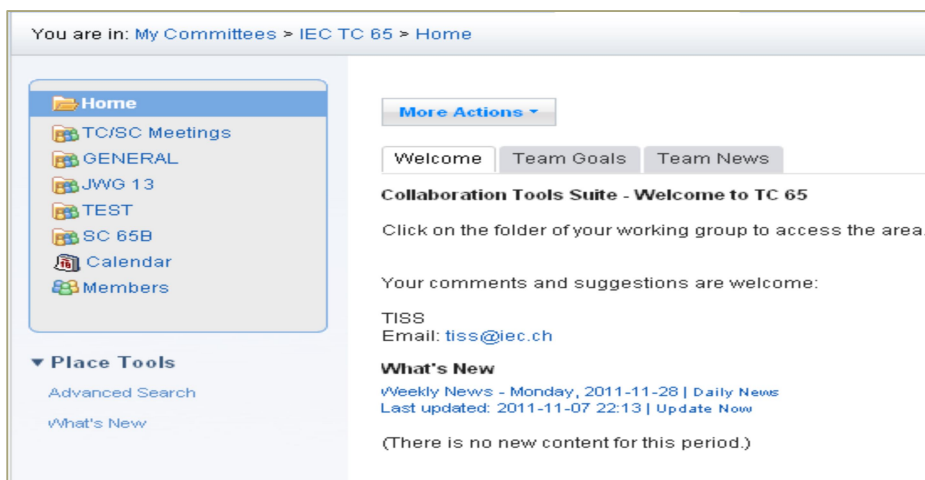 You are in: My Committees > IEC TC 65 > Home
Home
TC/SC Meetings
GENERAL
JWG 13
TEST
SC 65B
Calendar
Members
Place Tools
Advanced Search
What's New
More Actions
Welcome
Team Goals
Team News
Collaboration Tools Suite - Welcome to TC 65
Click on the folder of your working group to access the area.
Your comments and suggestions are welcome:
TISS
Email: tiss@iec.ch
What's New
Weekly News - Monday, 2011-11-28 | Daily News
Last updated: 2011-11-07 22:13 | Update Now
(There is no new content for this period.)